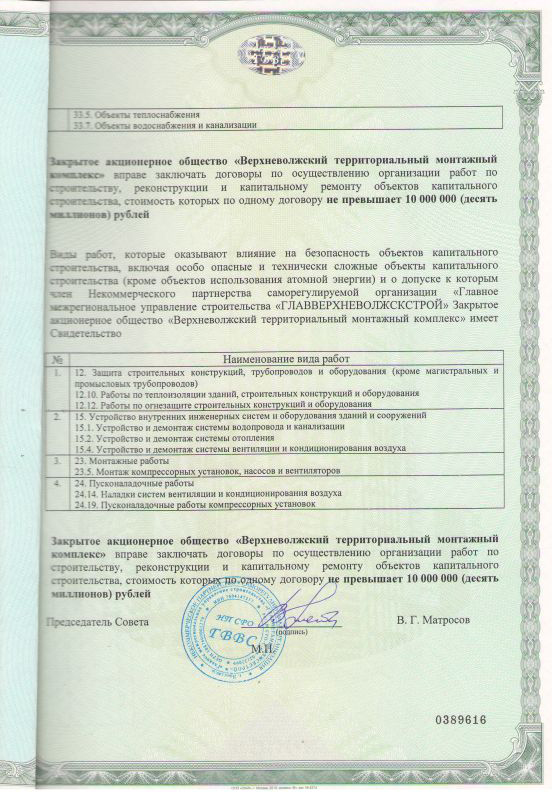 33.5. Объекты теплоснабжения
33.7. Объекты водоснабжения и канализации
Закрытое акционерное общество «Верхневолжский территориальный монтажный
комплекс» вправе заключать договоры по осуществлению организации работ по
строительству, реконструкции и капитальному ремонту объектов капитального
строительства, стоимость которых по одному договору не превышает 10 000 000 (десять
миллионов) рублей
Виды работ, которые оказывают влияние на безопасность объектов капитального
строительства, включая особо опасные и технически сложные объекты капитального
строительства (кроме объектов использования атомной энергии) и о допуске к которым
член Некоммерческого партнерства саморегулируемой организации «Главное
межрегиональное управление строительства «ГЛАВВЕРХНЕВОЛЖСКСТРОЙ» Закрытое
акционерное общество «Верхневолжский территориальный монтажный комплекс» имеет
Свидетельство
№ Наименование вида работ
1. 12. Защита строительных конструкций, трубопроводов и оборудования (кроме магистральных и
промысловых трубопроводов)
12.10. Работы по теплоизоляции зданий, строительных конструкций и оборудования
12.12. Работы по огнезащите строительных конструкций и оборудования
2. 15. Устройство внутренних инженерных систем и оборудования зданий и сооружений
15.1. Устройство и демонтаж системы водопровода и канализации
15.2. Устройство и демонтаж системы отопления
15.4. Устройство и демонтаж системы вентиляции и кондиционирования воздуха
3. 23. Монтажные работы
23.5. Монтаж компрессорных установок, насосов и вентиляторов
4. 24. Пусконаладочные работы
24.14. Наладки систем вентиляции и кондиционирования воздуха
24.19. Пусконаладочные работы компрессорных установок
Закрытое акционерное общество «Верхневолжский территориальный монтажный
комплекс» вправе заключать договоры по осуществлению организации работ по
строительству, реконструкции и капитальному ремонту объектов капитального
строительства, стоимость которых по одному договору не превышает 10 000 000 (десять
миллионов) рублей
Председатель Совета
В. Г. Матросов
(подпись)
М.П.
НП СРО
ГВВС
0389616